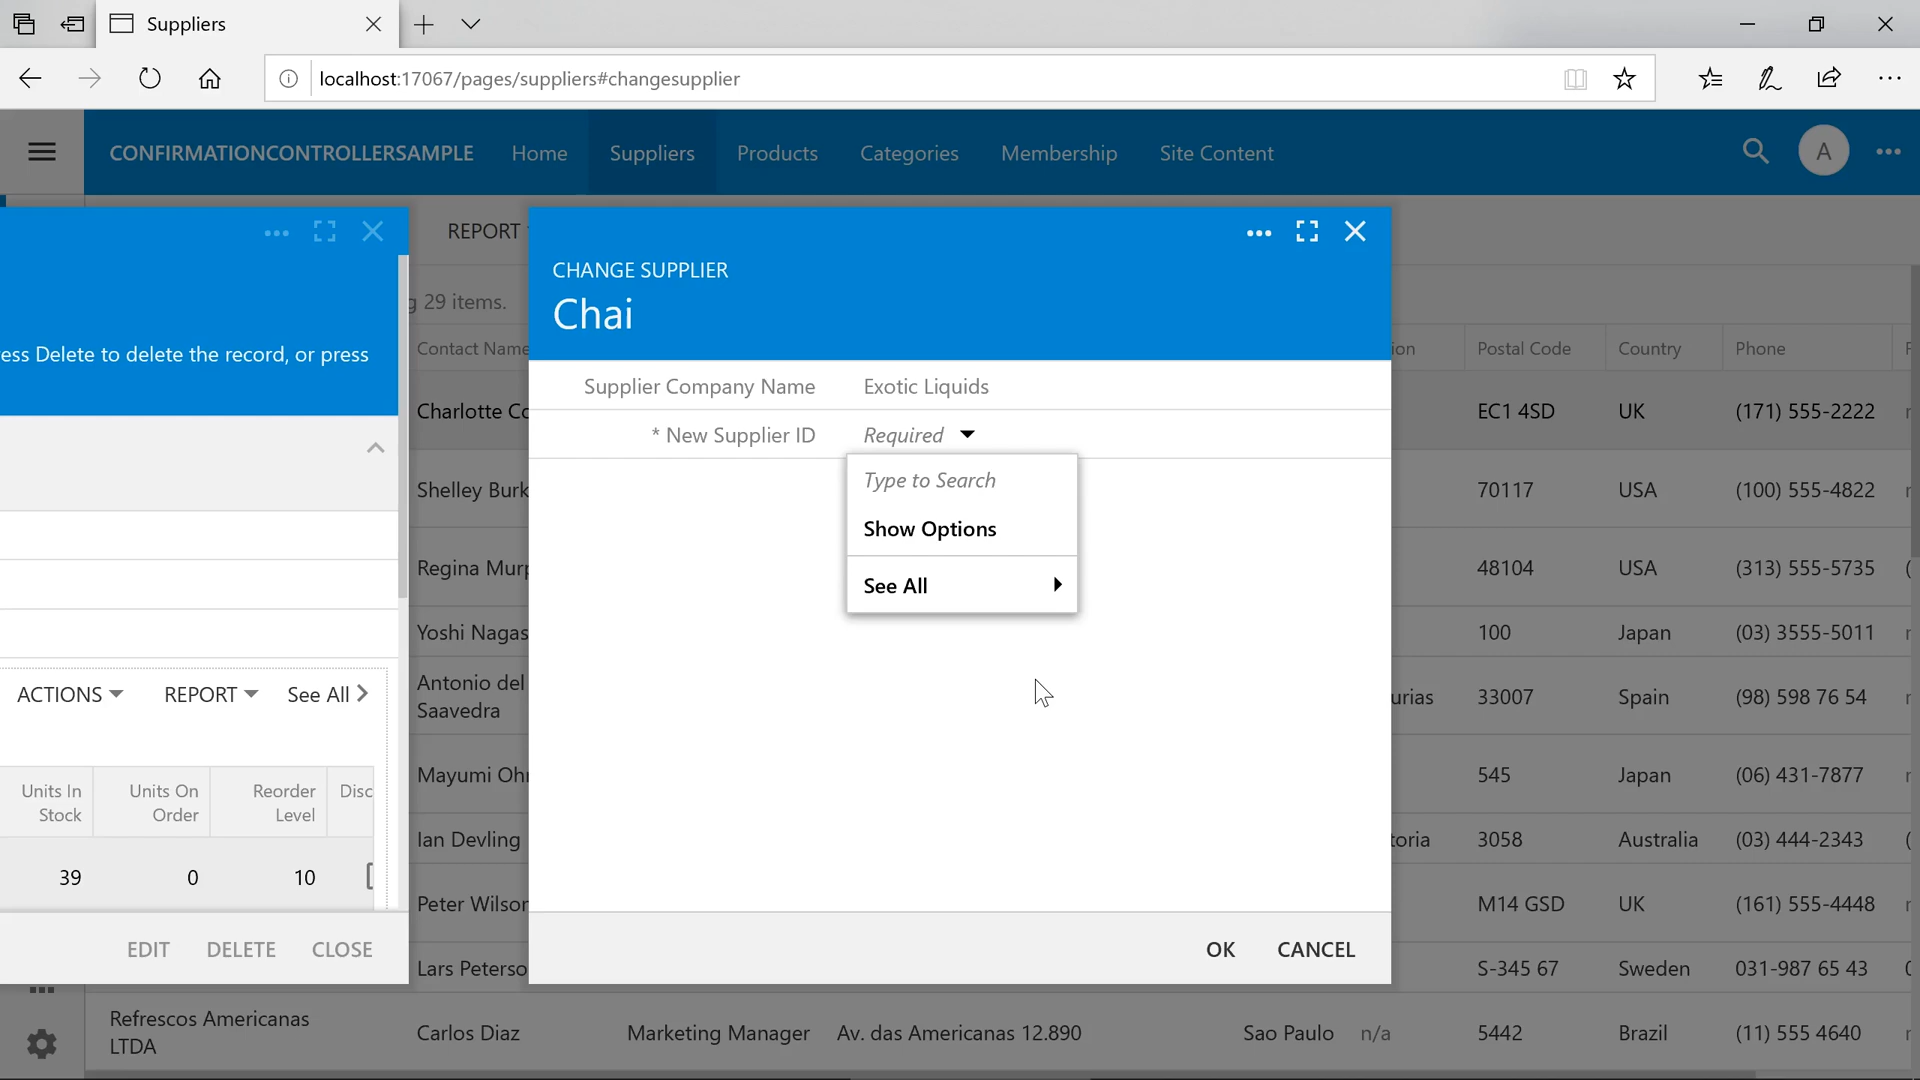 Suppliers
localhost:17067/pages/suppliers#changesupplier
CONFIRMATIONCONTROLLERSAMPLE Home Suppliers Products Categories Membership Site Content A
REPORT
29 items.
ess Delete to delete the record, or press
ACTIONS REPORT See All
Units In Stock Units On Order Reorder Level Disc
39 0 10
EDIT DELETE CLOSE
CHANGE SUPPLIER
Chai
Supplier Company Name Exotic Liquids
* New Supplier ID Required
Type to Search
Show Options
See All
OK CANCEL
Contact Name ion Postal Code Country Phone
Charlotte Co EC1 4SD UK (171) 555-2222
Shelley Burk 70117 USA (100) 555-4822
Regina Murp 48104 USA (313) 555-5735
Yoshi Nagas 100 Japan (03) 3555-5011
Antonio del
Saavedra urias 33007 Spain (98) 598 76 54
Mayumi Ohn 545 Japan (06) 431-7877
Ian Devling toria 3058 Australia (03) 444-2343
Peter Wilson M14 GSD UK (161) 555-4448
Lars Peterso S-345 67 Sweden 031-987 65 43
Refrescos Americanas
LTDA Carlos Diaz Marketing Manager Av. das Americanas 12.890 Sao Paulo n/a 5442 Brazil (11) 555 4640